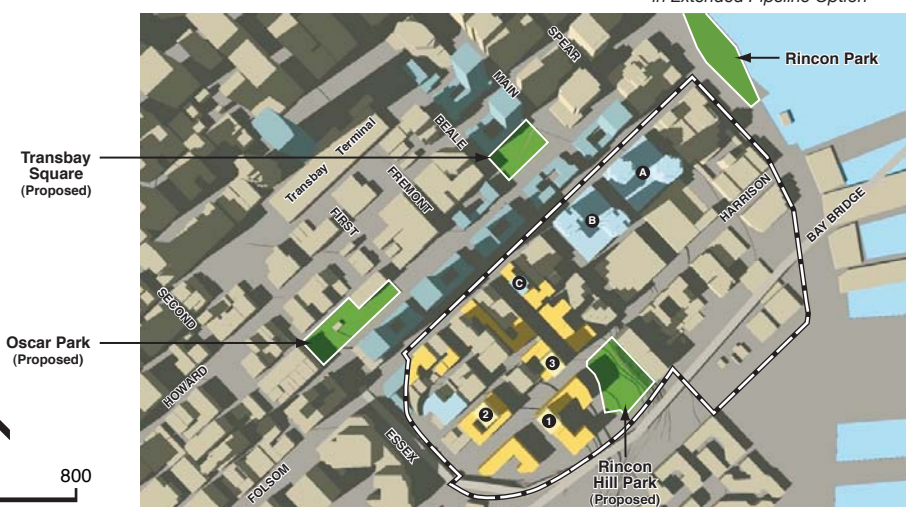 in Extended Pipeline Option
Rincon Park
SPEAR
MAIN
BEALE
Transbay Terminal
FREMONT
FIRST
Transbay
Square
(Proposed)
A
HARRISON
BAY BRIDGE
B
C
SECOND
Oscar Park
(Proposed)
HOWARD
3
2
1
ESSEX
FOLSOM
Rincon
Hill Park
(Proposed)
800